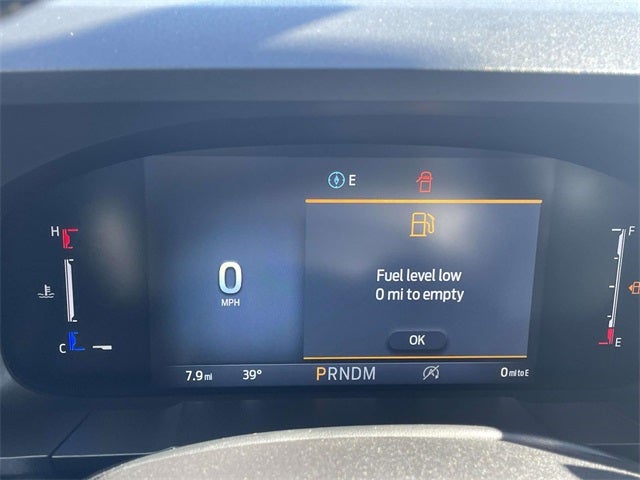 E
H
F
Fuel level low
0 mi to empty
0
MPH
OK
C
E
7.9 mi 39° PRNDM 0 mi to E